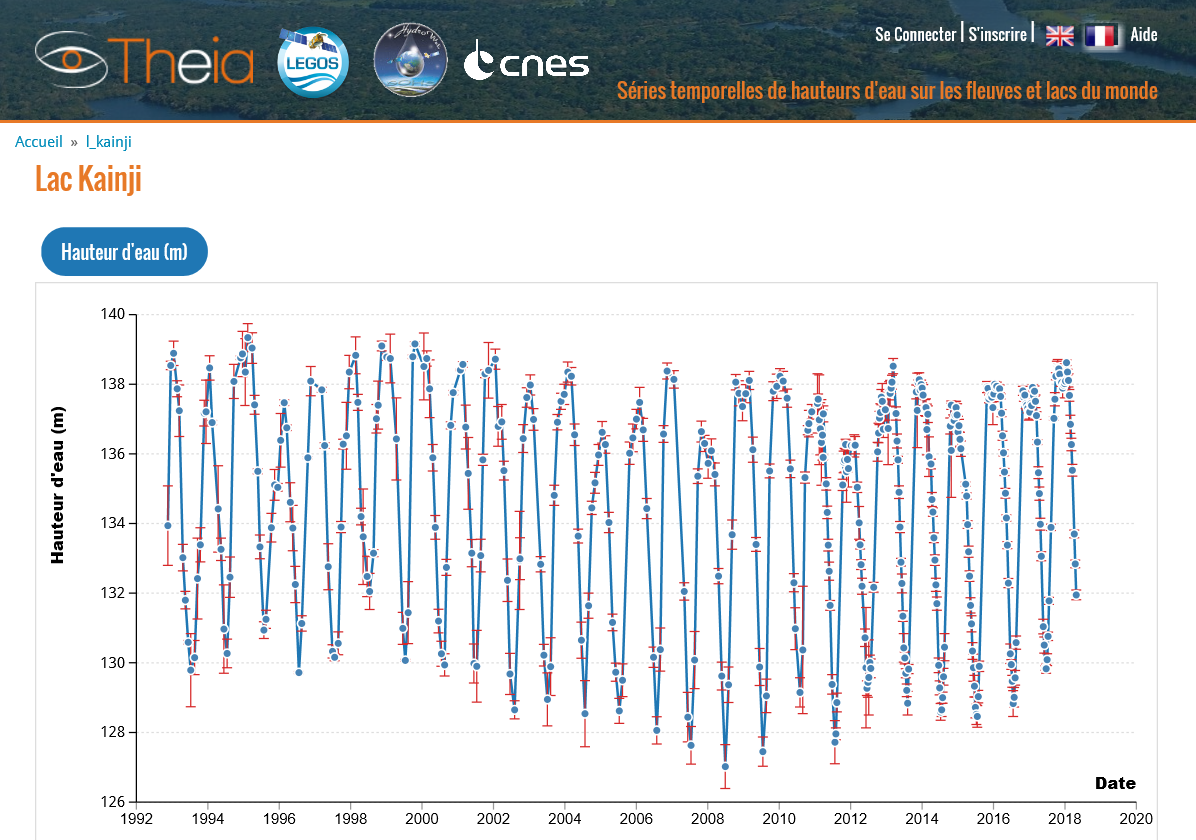 Theia
LEGOS
Hydro Web
cnes
Se Connecter | S'inscrire | Aide
Séries temporelles de hauteurs d'eau sur les fleuves et lacs du monde
Accueil » l_kainji
Lac Kainji
Hauteur d'eau (m)
140
138
136
134
132
130
128
126
Hauteur d'eau (m)
Date
1992 1994 1996 1998 2000 2002 2004 2006 2008 2010 2012 2014 2016 2018 2020